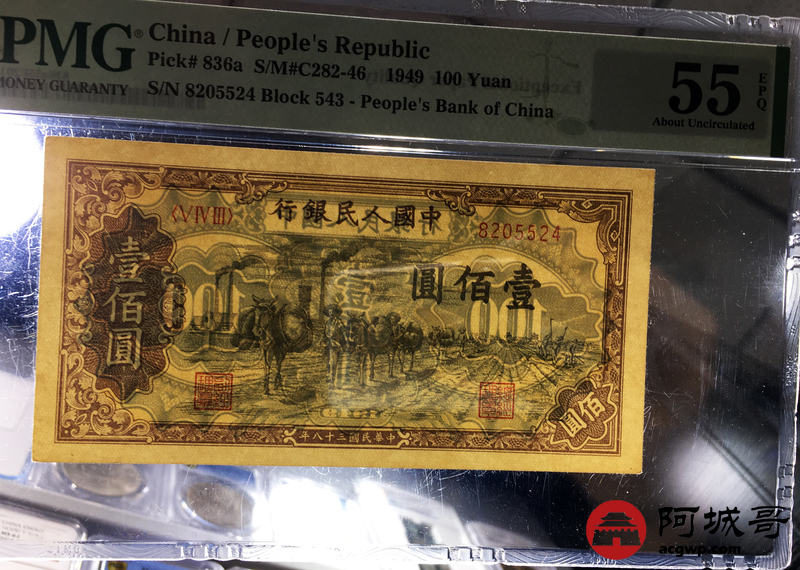 PMG® China / People's Republic
MONEY GUARANTY
Pick# 836a S/M#C282-46 1949 100 Yuan
S/N 8205524 Block 543 - People's Bank of China
55
EPQ
About Uncirculated
〈VIVIII〉
行銀民人國中
8205524
壹佰圓
圓佰壹
佰圓
年八十三國民華中
阿城哥
acgwp.com